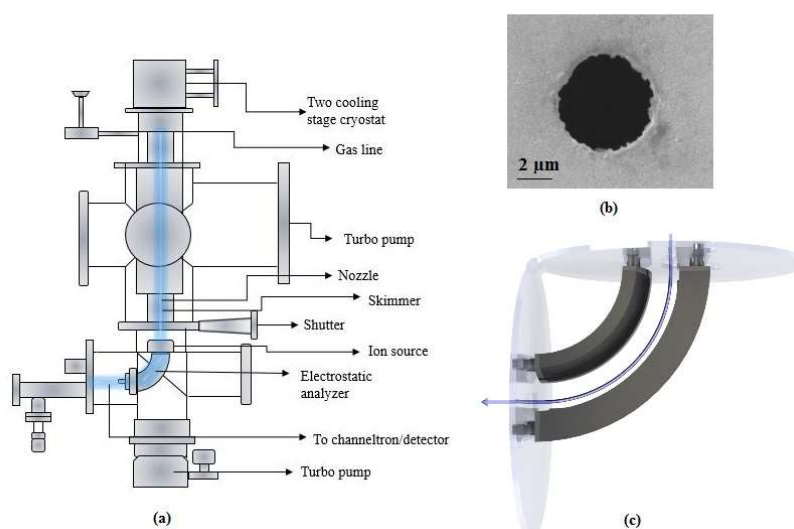 Two cooling
stage cryostat
Gas line
Turbo pump
Nozzle
Skimmer
Shutter
Ion source
Electrostatic
analyzer
To channeltron/detector
Turbo pump
(a)
2 μm
(b)
(c)